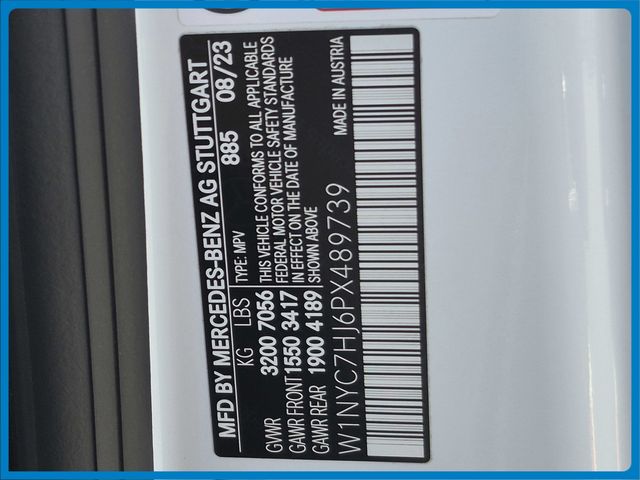 MFD BY MERCEDES-BENZ AG STUTTGART
885 08/23
KG LBS TYPE: MPV
GVWR 3200 7056
GAWR FRONT 1550 3417
GAWR REAR 1900 4189
THIS VEHICLE CONFORMS TO ALL APPLICABLE
FEDERAL MOTOR VEHICLE SAFETY STANDARDS
IN EFFECT ON THE DATE OF MANUFACTURE
SHOWN ABOVE
MADE IN AUSTRIA
W1NYC7HJ6PX489739